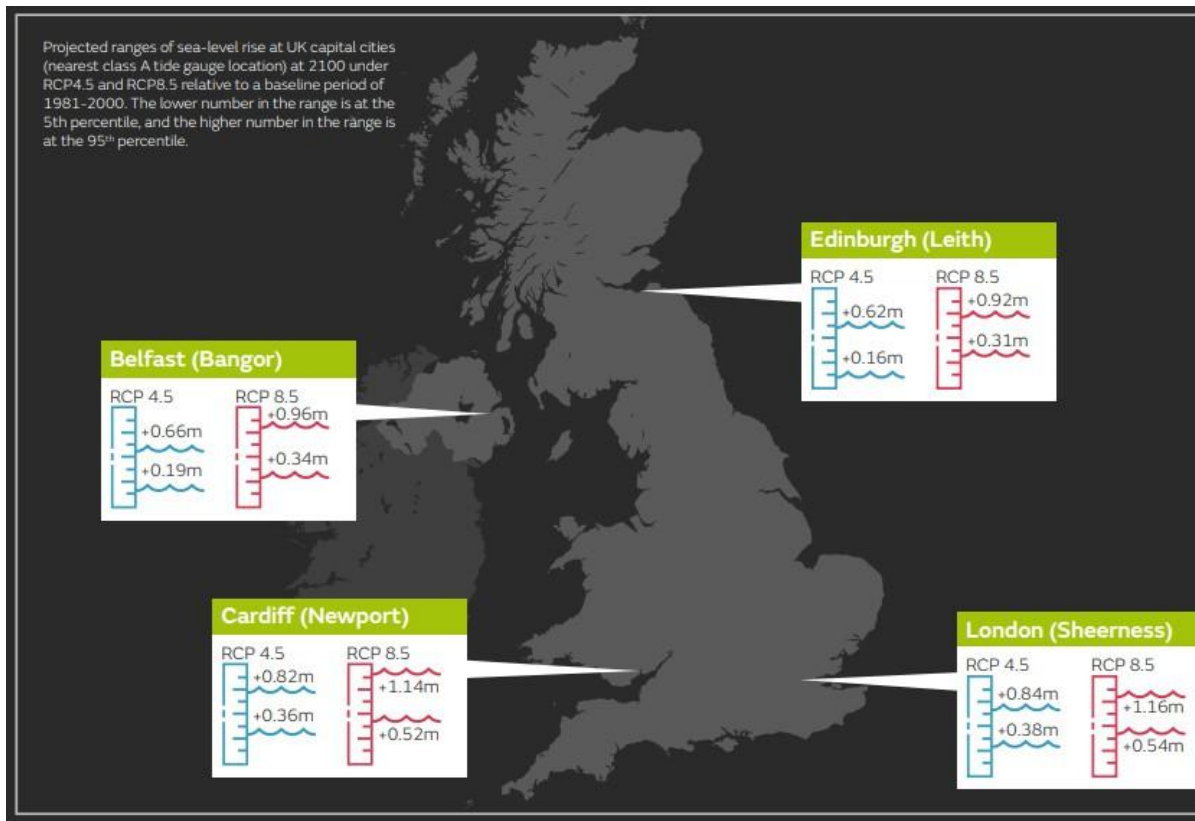 Projected ranges of sea-level rise at UK capital cities
(nearest class A tide gauge location) at 2100 under
RCP4.5 and RCP8.5 relative to a baseline period of
1981-2000. The lower number in the range is at the
5th percentile, and the higher number in the range is
at the 95th percentile.
Edinburgh (Leith)
RCP 4.5
+0.62m
+0.16m
RCP 8.5
+0.92m
+0.31m
Belfast (Bangor)
RCP 4.5
+0.66m
+0.19m
RCP 8.5
+0.96m
+0.34m
Cardiff (Newport)
RCP 4.5
+0.82m
+0.36m
RCP 8.5
+1.14m
+0.52m
London (Sheerness)
RCP 4.5
+0.84m
+0.38m
RCP 8.5
+1.16m
+0.54m